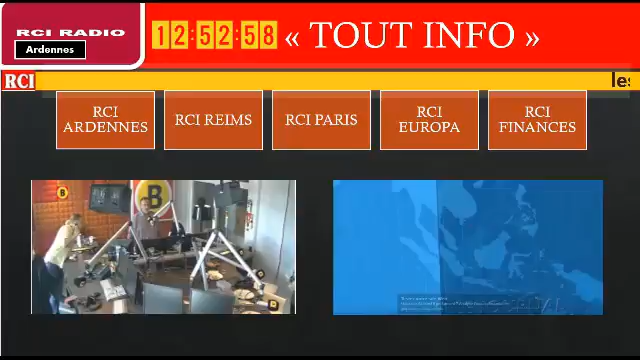 RCI RADIO
Ardennes
12:52:58
« TOUT INFO »
RCI
les
RCI ARDENNES
RCI REIMS
RCI PARIS
RCI EUROPA
RCI FINANCES
B
B